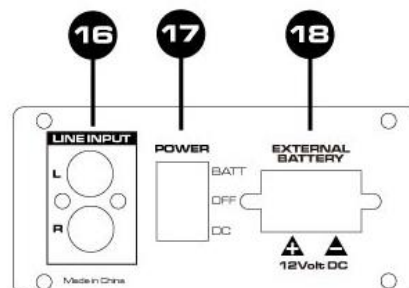 16 17 18
LINE INPUT
L
R
POWER
BATT
OFF
DC
EXTERNAL
BATTERY
+ -
12Volt DC
Made in China